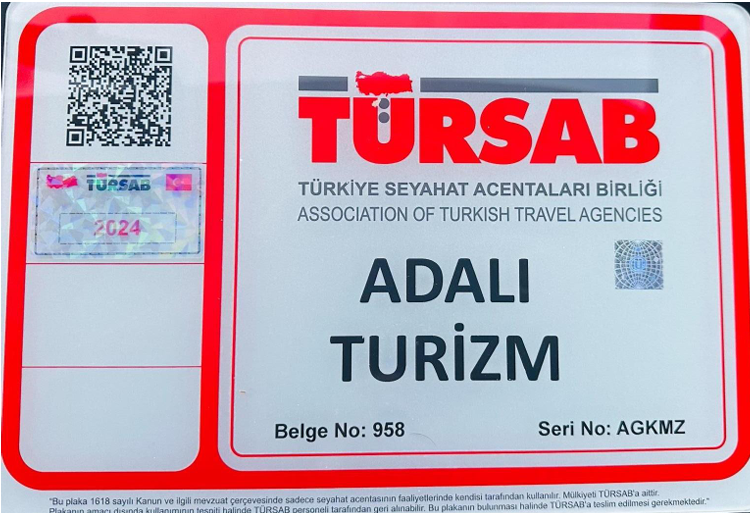 TÜRSAB
2024
TÜRSAB
TÜRKİYE SEYAHAT ACENTALARI BİRLİĞİ
ASSOCIATION OF TURKISH TRAVEL AGENCIES
ADALI
TURİZM
Belge No: 958
Seri No: AGKMZ
"Bu plaka 1618 sayılı Kanun ve ilgili mevzuat çerçevesinde sadece seyahat acentasının faaliyetlerinde kendisi tarafından kullanılır. Mülkiyeti TÜRSAB'a aittir.
Plakanın amacı dışında kullanımının tespiti halinde TÜRSAB personeli tarafından geri alınabilir. Bu plakanın bulunması halinde TÜRSAB'a teslim edilmesi gerekmektedir."